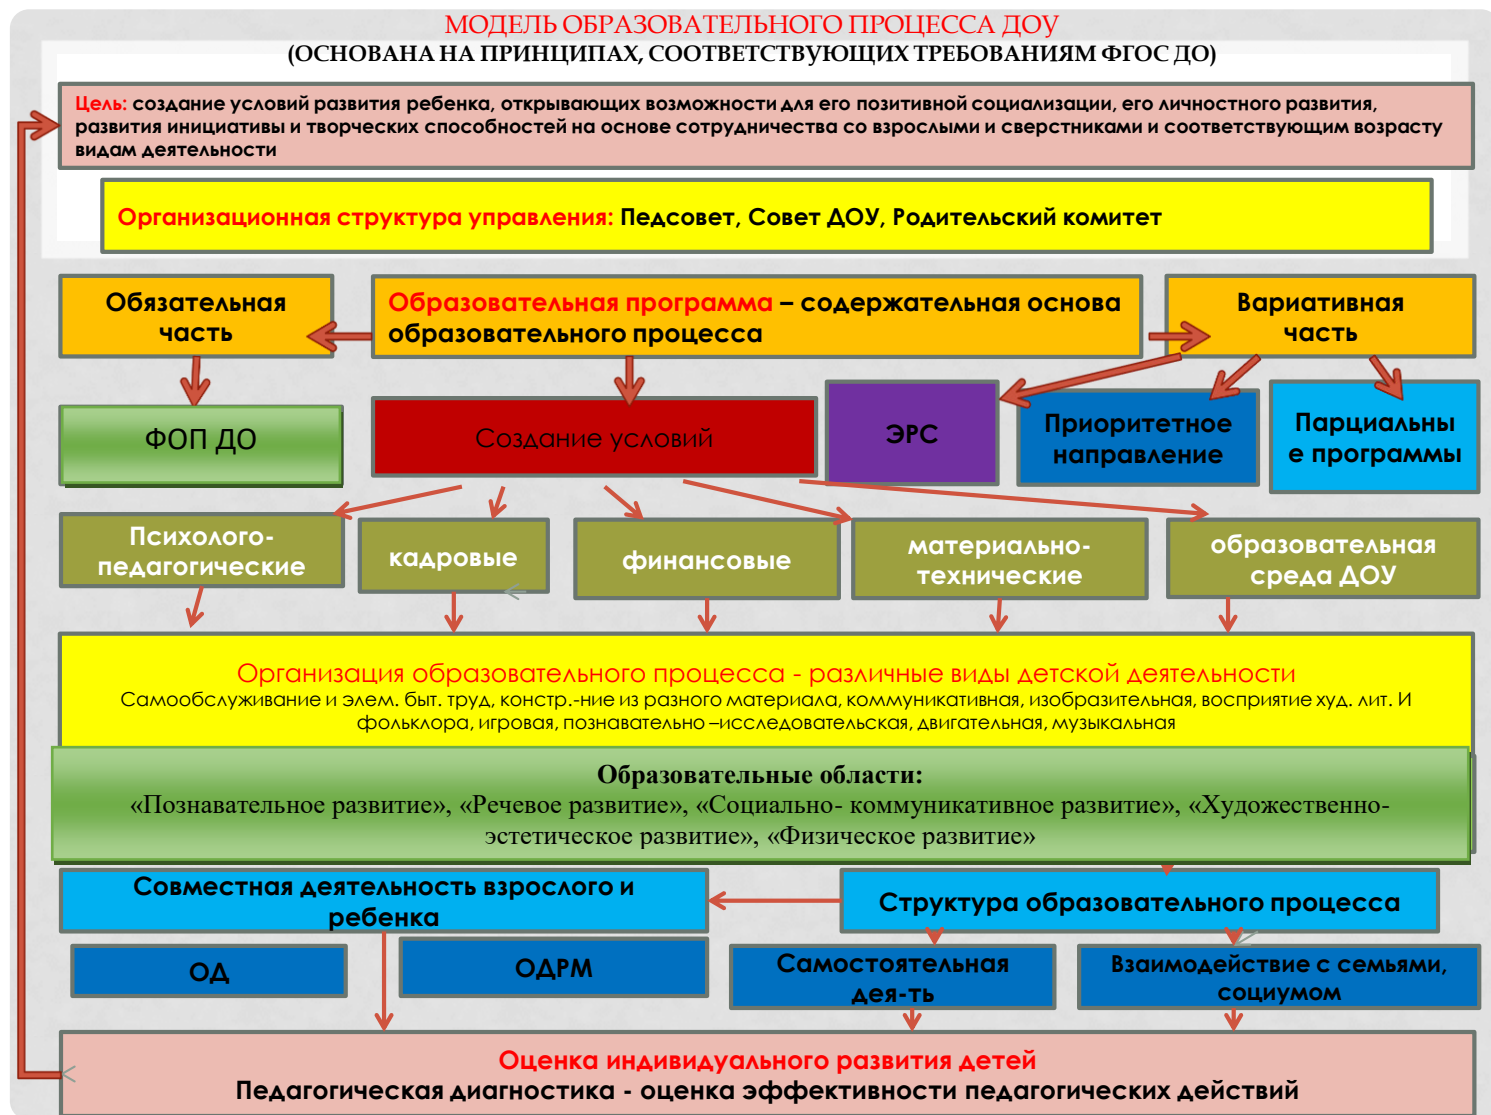 МОДЕЛЬ ОБРАЗОВАТЕЛЬНОГО ПРОЦЕССА ДОУ
(ОСНОВАНА НА ПРИНЦИПАХ, СООТВЕТСТВУЮЩИХ ТРЕБОВАНИЯМ ФГОС ДО)
Цель: создание условий развития ребенка, открывающих возможности для его позитивной социализации, его личностного развития,
развития инициативы и творческих способностей на основе сотрудничества со взрослыми и сверстниками и соответствующим возрасту
видам деятельности
Организационная структура управления: Педсовет, Совет ДОУ, Родительский комитет
Обязательная
часть
Образовательная программа – содержательная основа
образовательного процесса
Вариативная
часть
ФОП ДО
Создание условий
ЭРС
Приоритетное
направление
Парциальны
е программы
Психолого-
педагогические
кадровые
финансовые
материально-
технические
образовательная
среда ДОУ
Организация образовательного процесса - различные виды детской деятельности
Самообслуживание и элем. быт. труд, констр.-ние из разного материала, коммуникативная, изобразительная, восприятие худ. лит. И
фольклора, игровая, познавательно –исследовательская, двигательная, музыкальная
Образовательные области:
«Познавательное развитие», «Речевое развитие», «Социально- коммуникативное развитие», «Художественно-
эстетическое развитие», «Физическое развитие»
Совместная деятельность взрослого и
ребенка
Структура образовательного процесса
ОД
ОДРМ
Самостоятельная
дея-ть
Взаимодействие с семьями,
социумом
Оценка индивидуального развития детей
Педагогическая диагностика - оценка эффективности педагогических действий